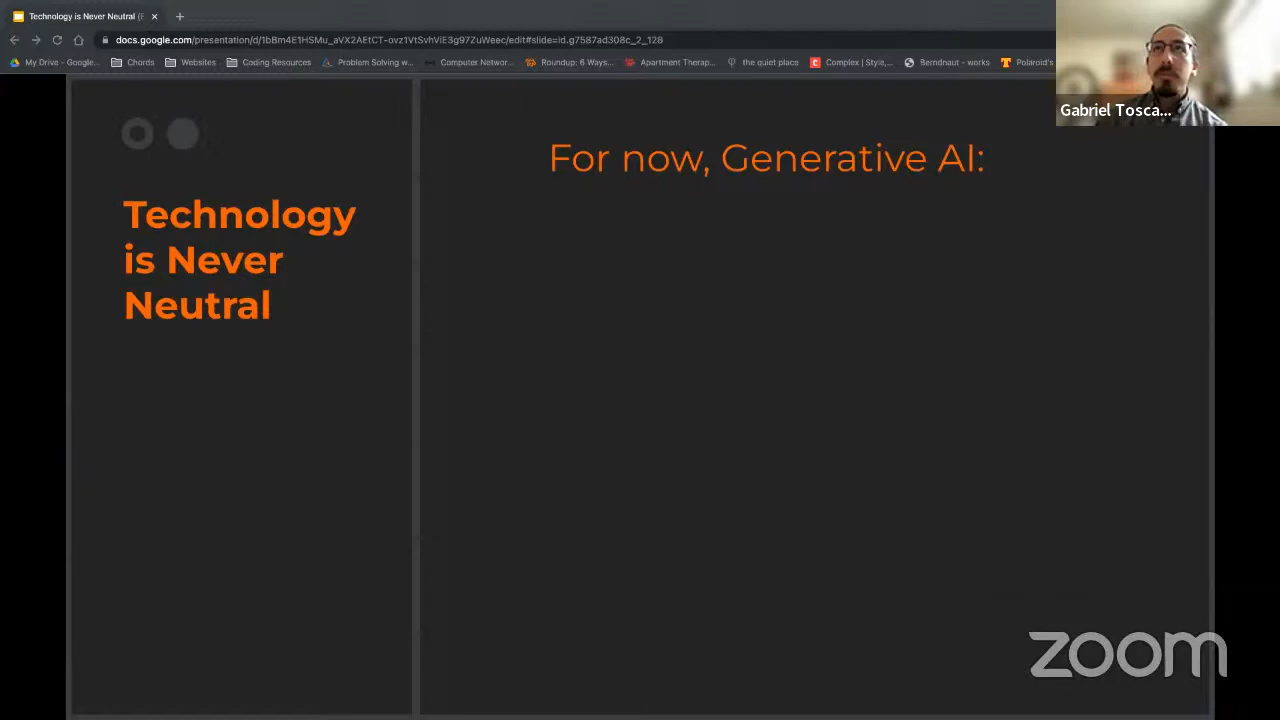 Technology is Never Neutral (
docs.google.com/presentation/d/1bBm4E1HSMu_aVX2AEtCT-ovz1VtSvhViE3g97ZuWeec/edit#slide=id.g7587ad308c_2_128
My Drive - Google... Chords Websites Coding Resources Problem Solving w... Computer Networ... Roundup: 6 Ways... Apartment Therap... the quiet place Complex | Style,... Berndnaut - works Polaroid's
Gabriel Tosca...
For now, Generative AI:
Technology
is Never
Neutral
zoom